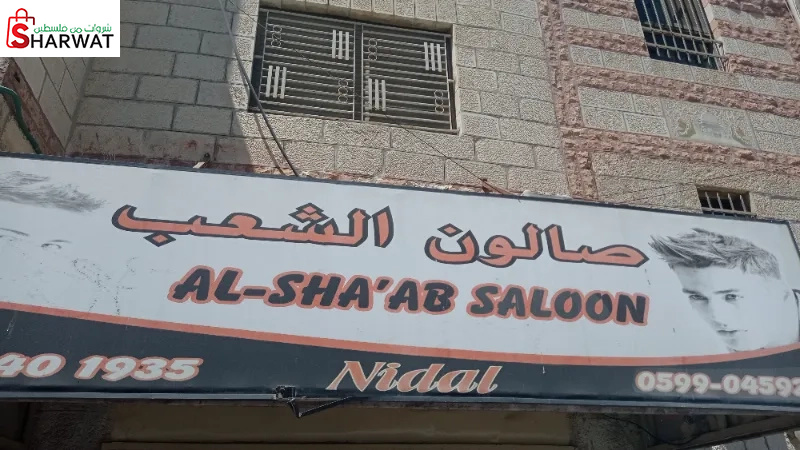 شروات من فلسطين
SHARWAT
صالون الشعب
AL-SHA'AB SALOON
40 1935 Nidal 0599-04592